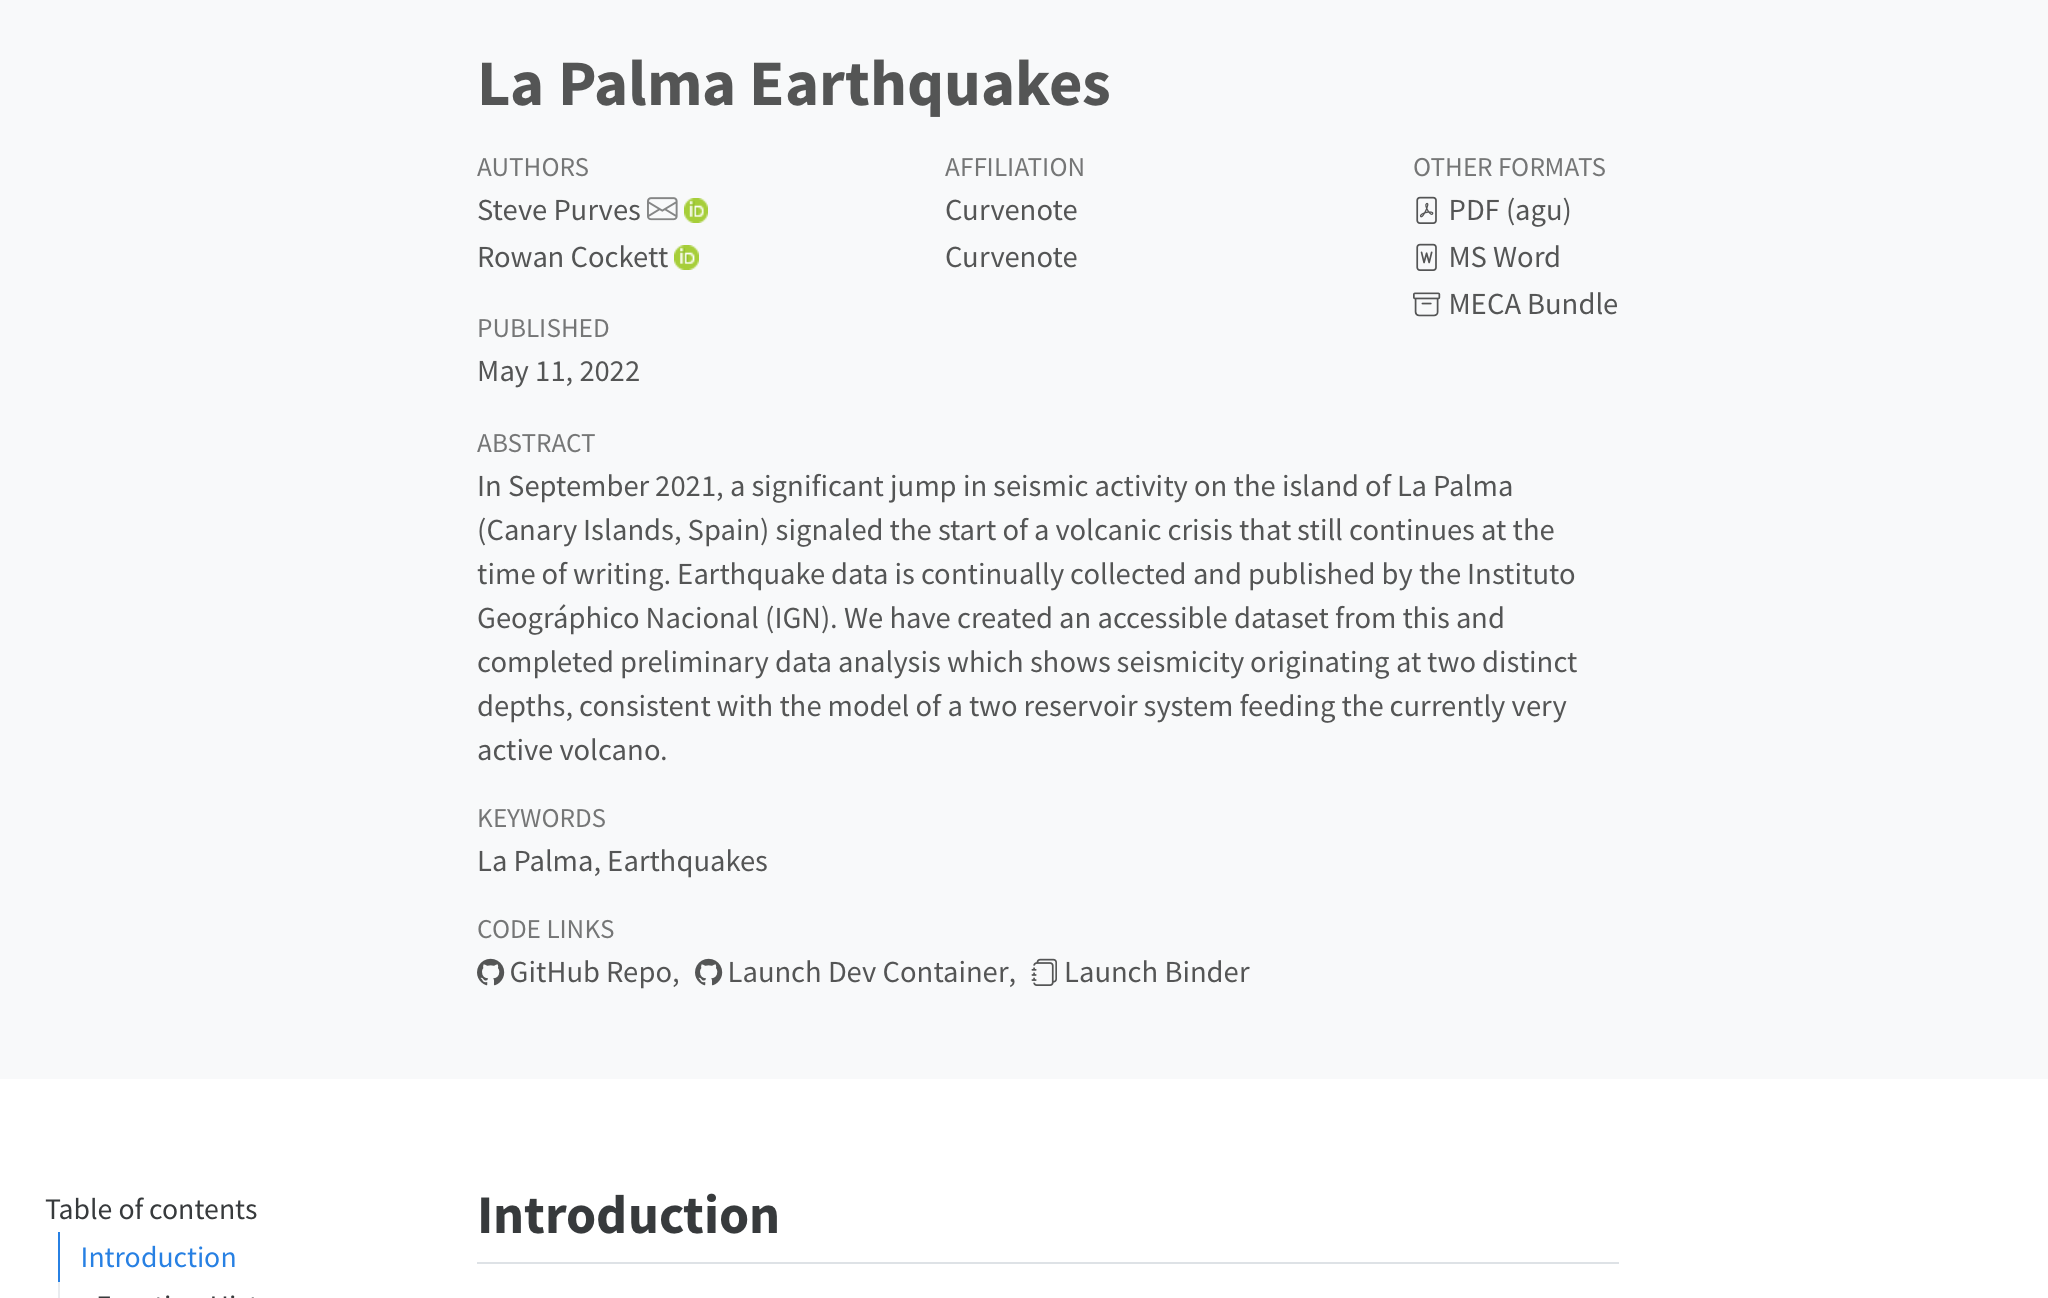 La Palma Earthquakes
AUTHORS
AFFILIATION
OTHER FORMATS
Steve Purves
Curvenote
PDF (agu)
Rowan Cockett
Curvenote
MS Word
MECA Bundle
PUBLISHED
May 11, 2022
ABSTRACT
In September 2021, a significant jump in seismic activity on the island of La Palma
(Canary Islands, Spain) signaled the start of a volcanic crisis that still continues at the
time of writing. Earthquake data is continually collected and published by the Instituto
Geográphico Nacional (IGN). We have created an accessible dataset from this and
completed preliminary data analysis which shows seismicity originating at two distinct
depths, consistent with the model of a two reservoir system feeding the currently very
active volcano.
KEYWORDS
La Palma, Earthquakes
CODE LINKS
GitHub Repo, Launch Dev Container, Launch Binder
Table of contents
Introduction
Introduction